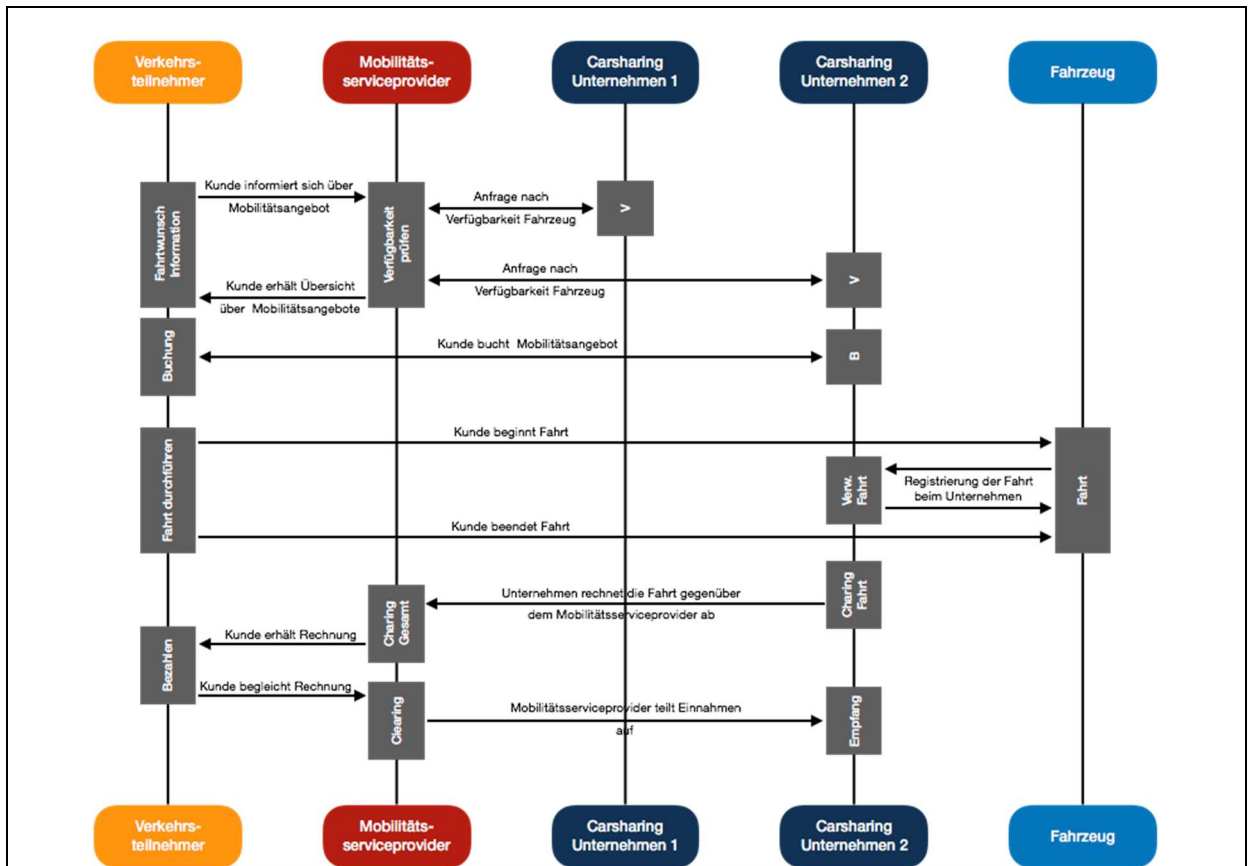 Verkehrs-
teilnehmer
Mobilitäts-
serviceprovider
Carsharing
Unternehmen 1
Carsharing
Unternehmen 2
Fahrzeug
Fahrtwunsch
Information
Kunde informiert sich über
Mobilitätsangebot
Verfügbarkeit
prüfen
Anfrage nach
Verfügbarkeit Fahrzeug
V
Anfrage nach
Verfügbarkeit Fahrzeug
V
Kunde erhält Übersicht
über Mobilitätsangebote
Buchung
Kunde bucht Mobilitätsangebot
B
Fahrt durchführen
Kunde beginnt Fahrt
Verw.
Fahrt
Registrierung der Fahrt
beim Unternehmen
Fahrt
Kunde beendet Fahrt
Charing
Fahrt
Unternehmen rechnet die Fahrt gegenüber
dem Mobilitätsserviceprovider ab
Charing
Gesamt
Kunde erhält Rechnung
Bezahlen
Kunde begleicht Rechnung
Clearing
Mobilitätsserviceprovider teilt Einnahmen
auf
Empfang
Verkehrs-
teilnehmer
Mobilitäts-
serviceprovider
Carsharing
Unternehmen 1
Carsharing
Unternehmen 2
Fahrzeug